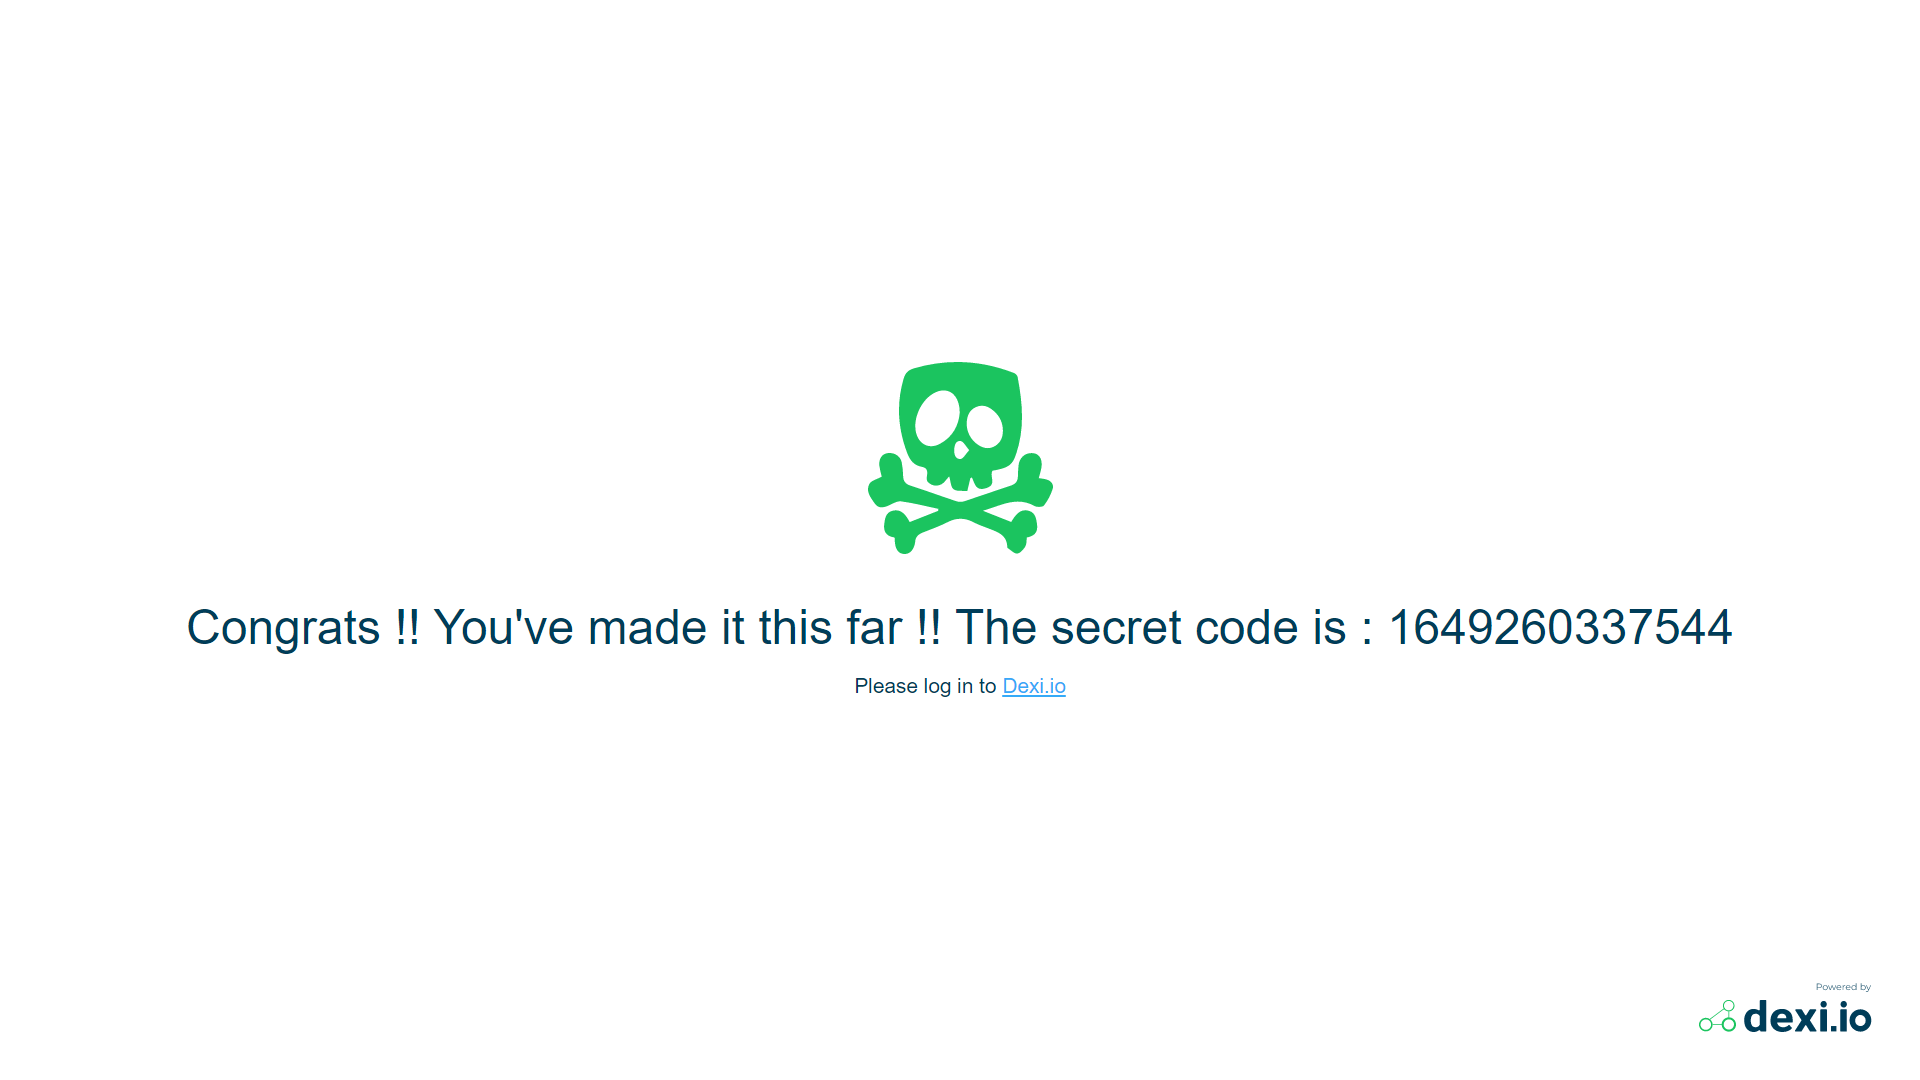 Congrats !! You've made it this far !! The secret code is : 1649260337544
Please log in to Dexi.io
Powered by
dexi.io